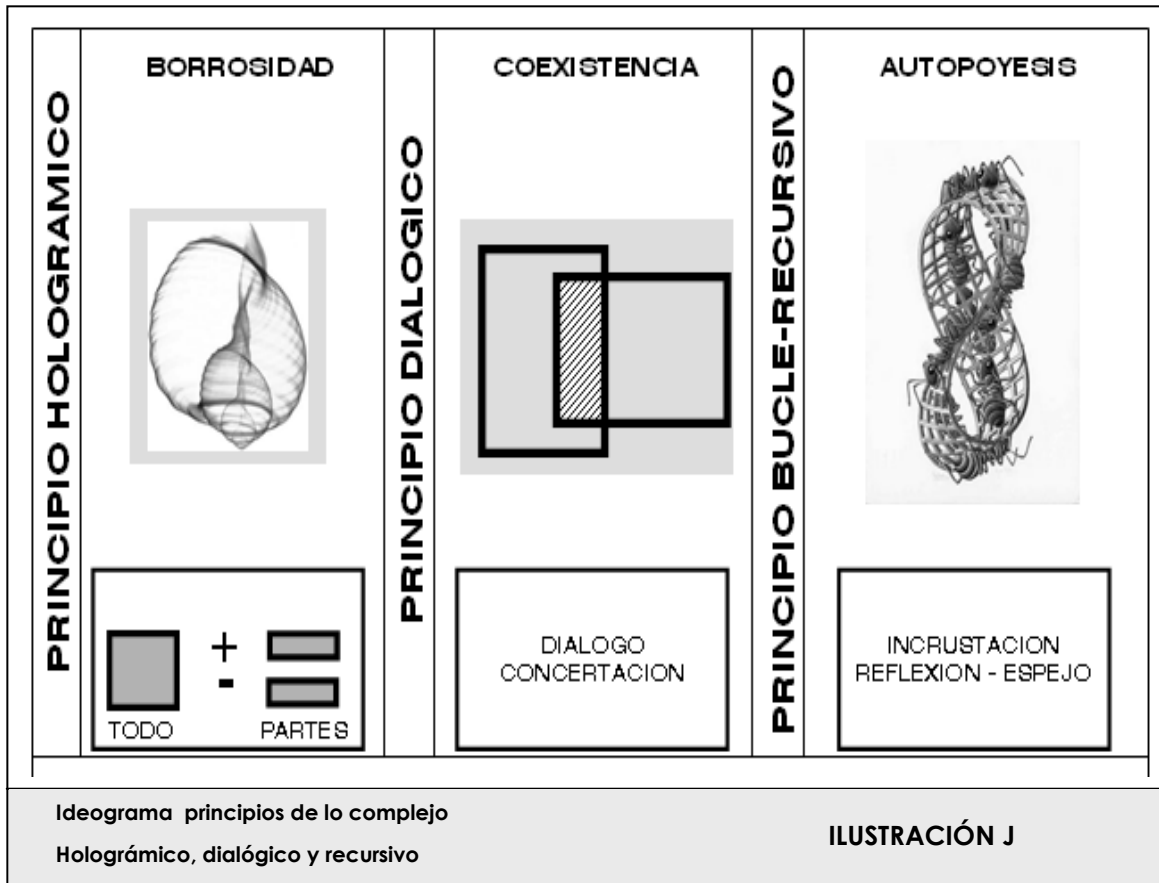 PRINCIPIO HOLOGRAMICO
BORROSIDAD
+
-
TODO
PARTES
PRINCIPIO DIALOGICO
COEXISTENCIA
DIALOGO
CONCERTACION
PRINCIPIO BUCLE-RECURSIVO
AUTOPOYESIS
INCRUSTACION
REFLEXION - ESPEJO
Ideograma principios de lo complejo
Holográmico, dialógico y recursivo
ILUSTRACIÓN J